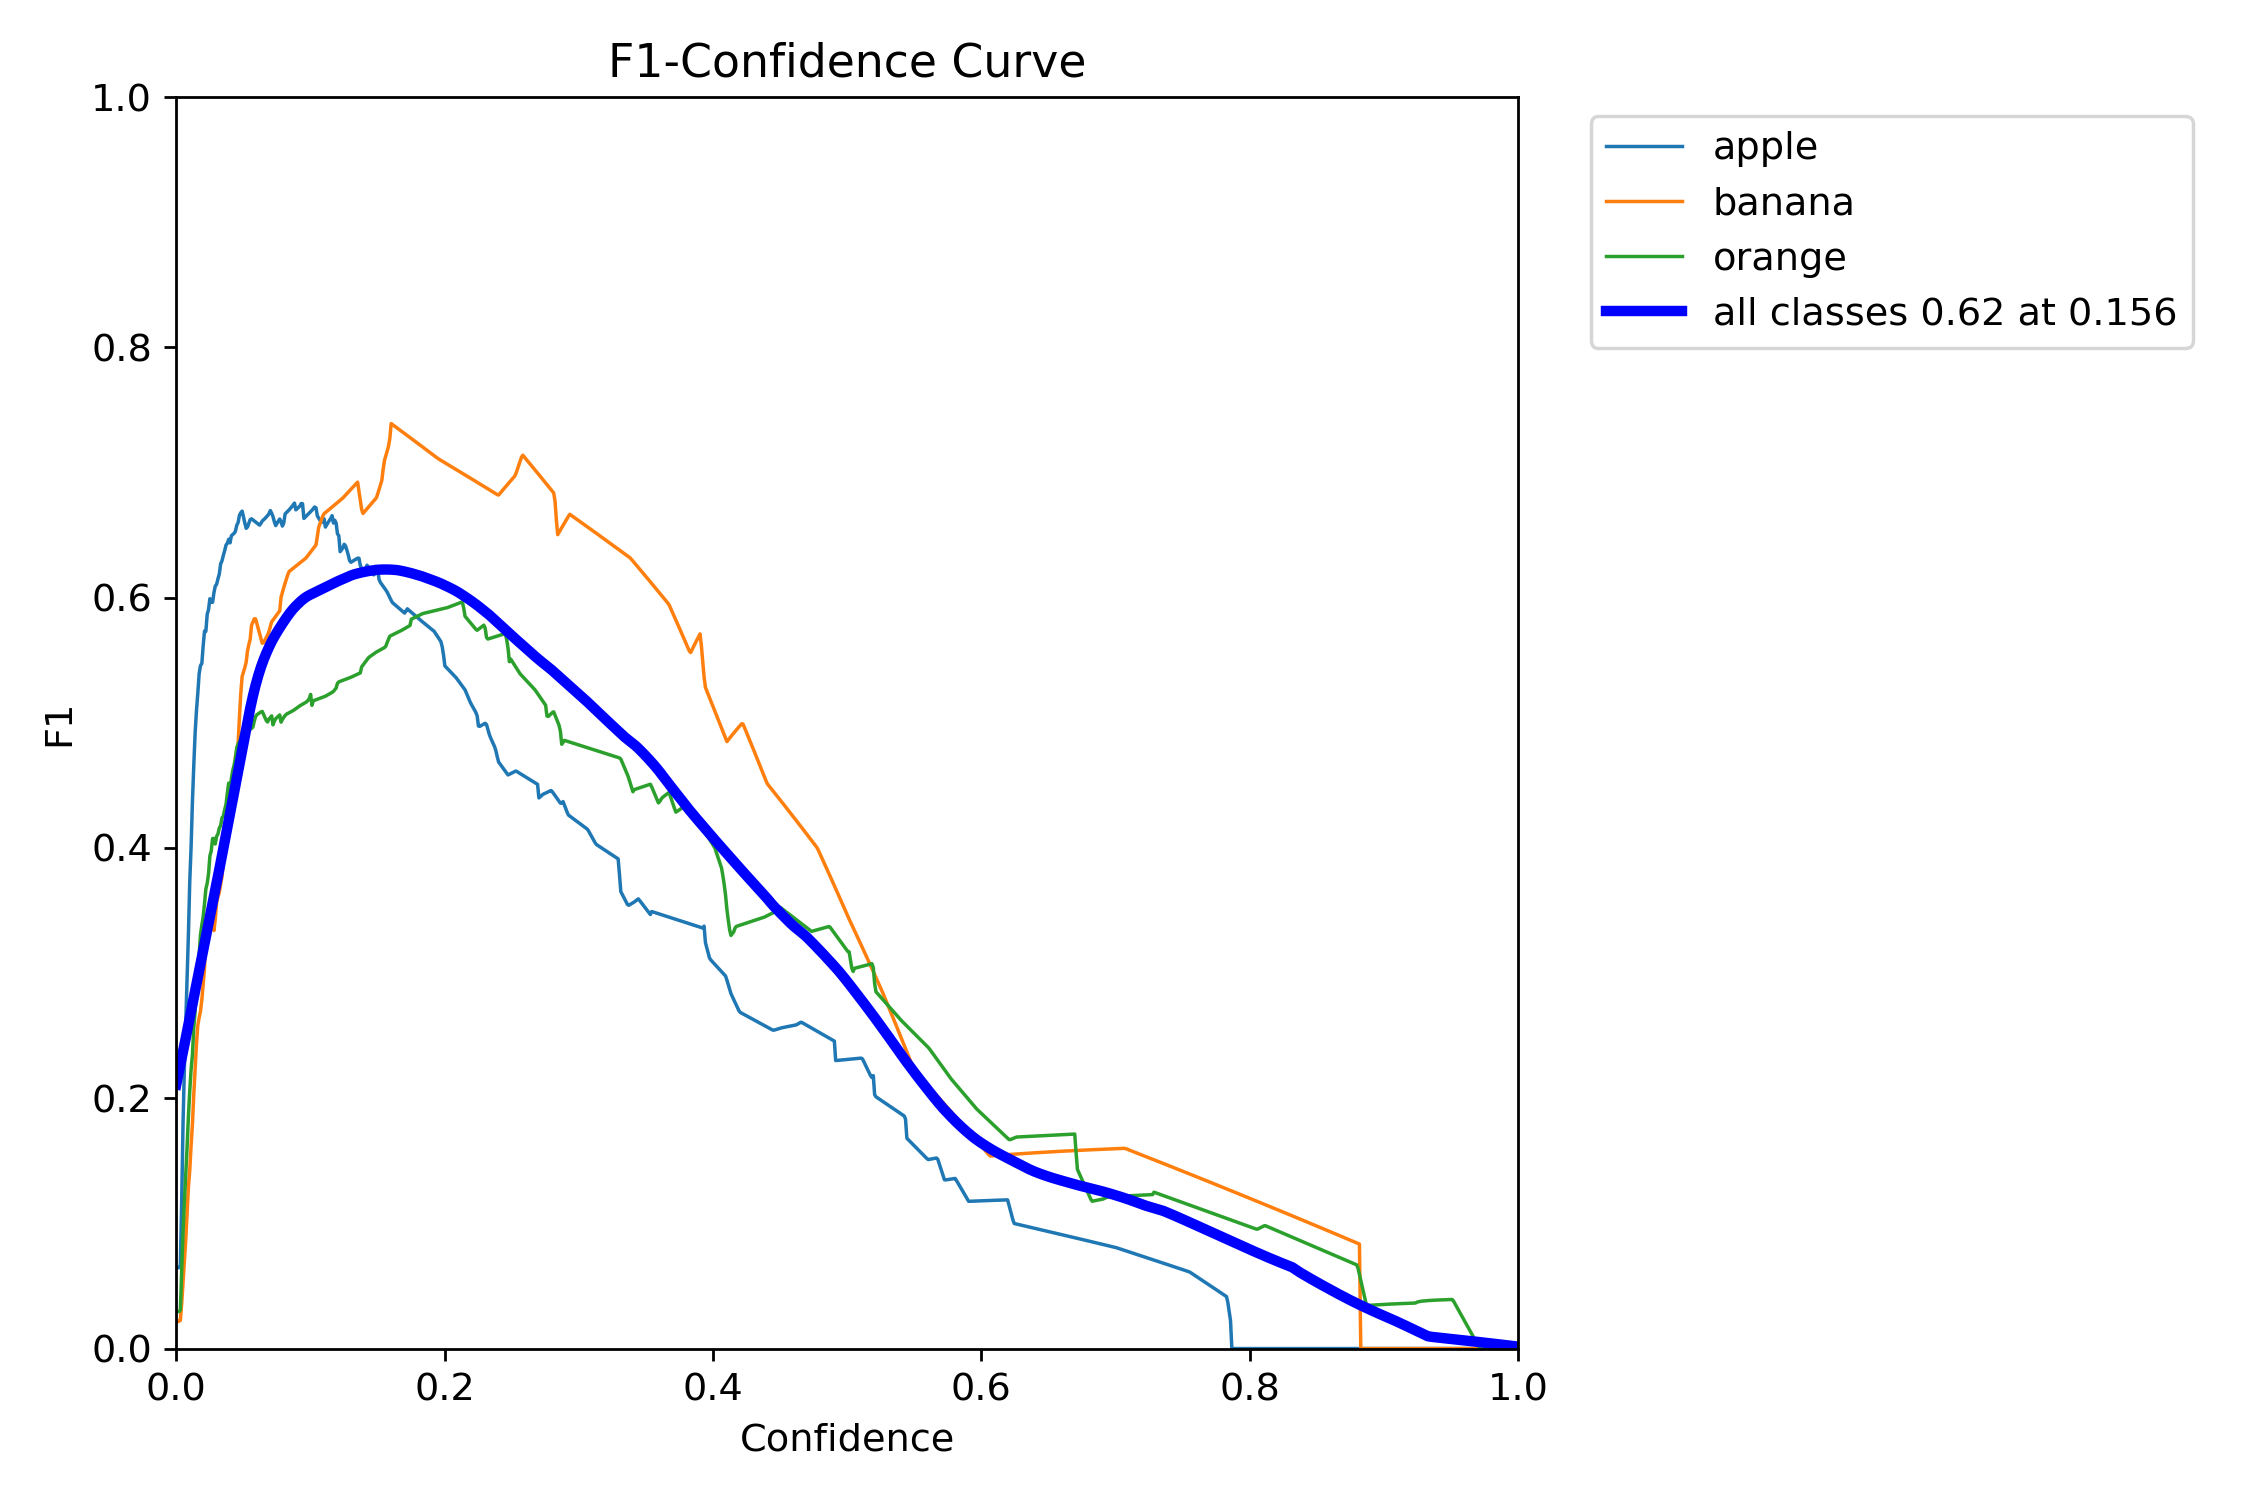 F1-Confidence Curve
1.0
0.8
0.6
0.4
0.2
0.0
F1
0.0 0.2 0.4 0.6 0.8 1.0
Confidence
apple
banana
orange
all classes 0.62 at 0.156